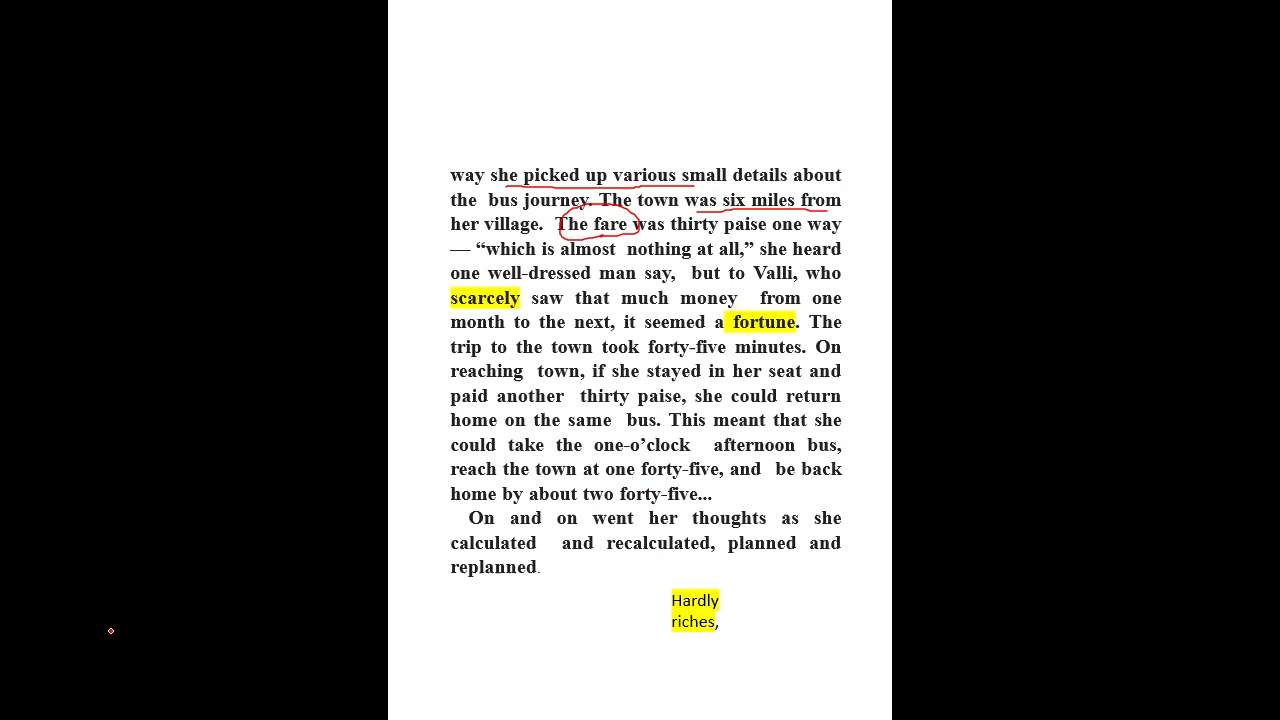 way she picked up various small details about
the bus journey. The town was six miles from
her village. The fare was thirty paise one way
— “which is almost nothing at all,” she heard
one well-dressed man say, but to Valli, who
scarcely saw that much money from one
month to the next, it seemed a fortune. The
trip to the town took forty-five minutes. On
reaching town, if she stayed in her seat and
paid another thirty paise, she could return
home on the same bus. This meant that she
could take the one-o’clock afternoon bus,
reach the town at one forty-five, and be back
home by about two forty-five...
On and on went her thoughts as she
calculated and recalculated, planned and
replanned.
Hardly
riches,